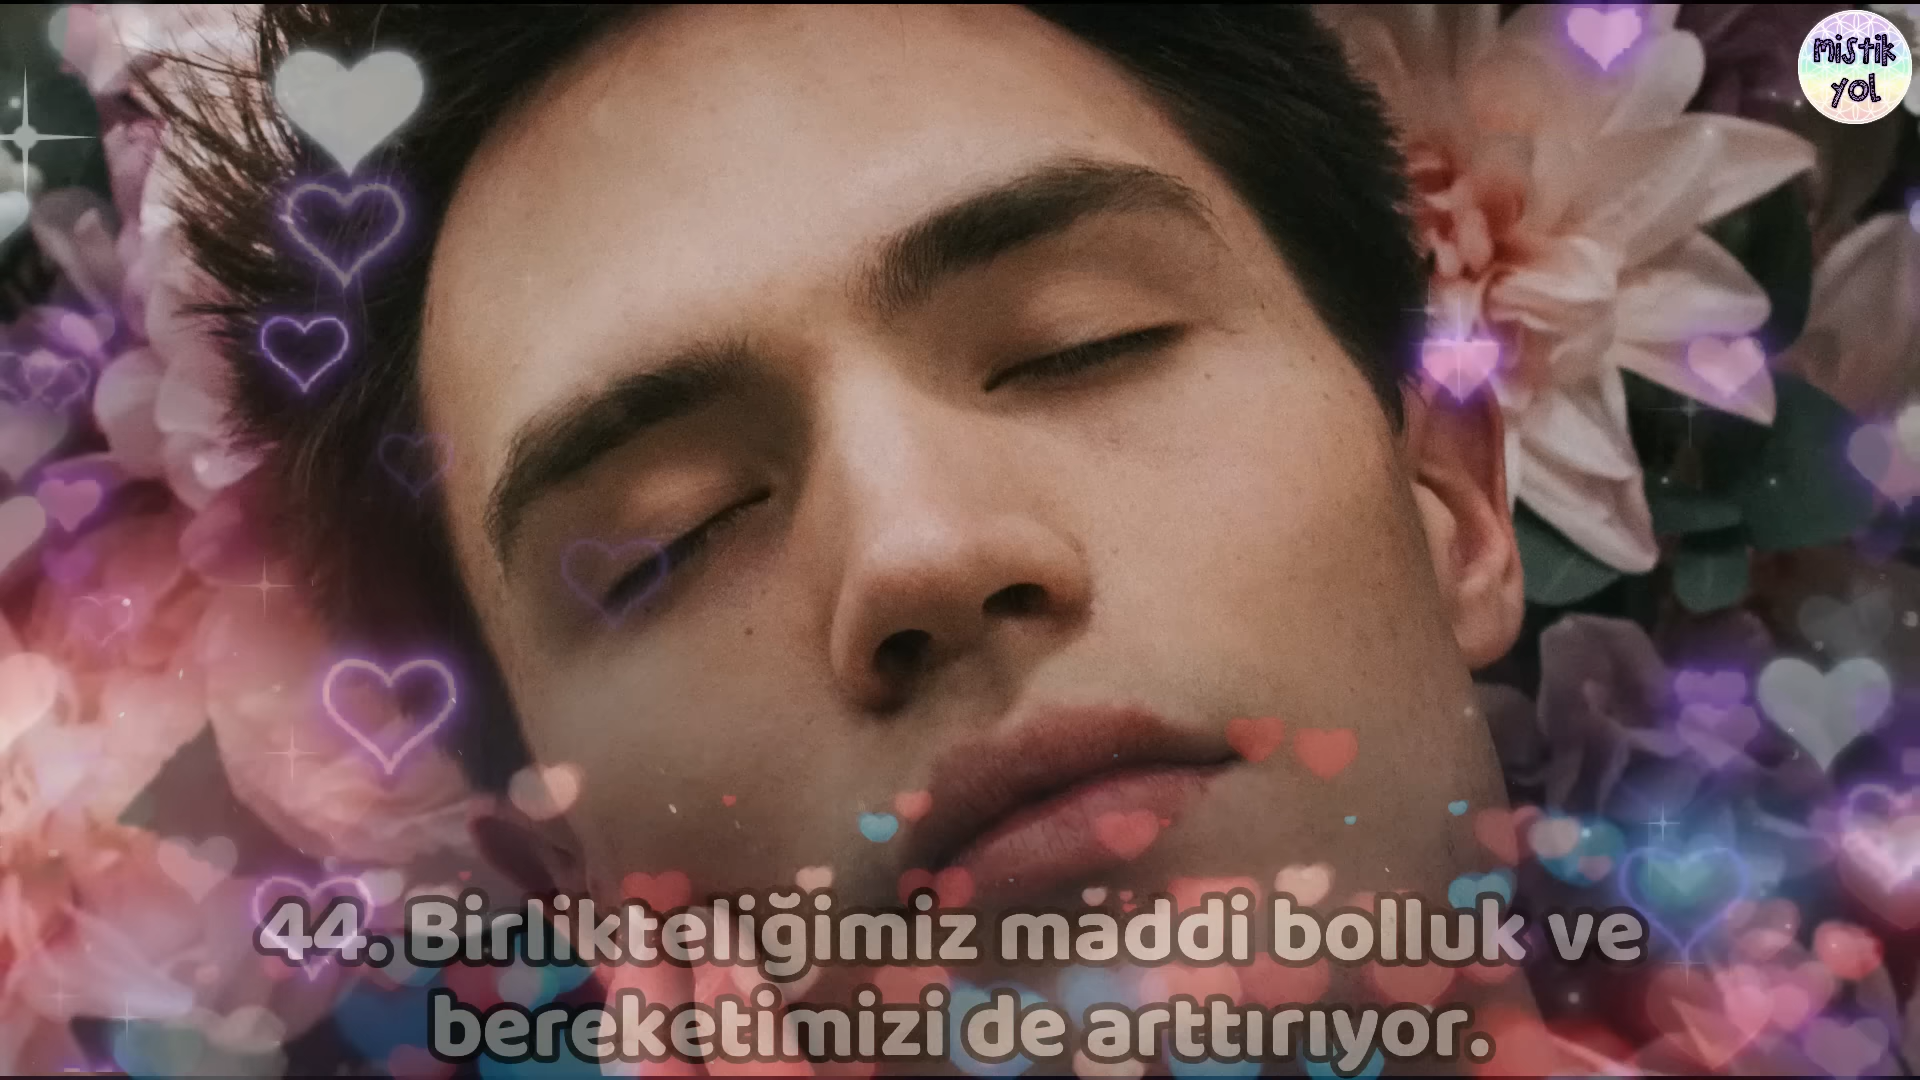 mistik
yol
44. Birlikteliğimiz maddi bolluk ve
bereketimizi de arttırıyor.